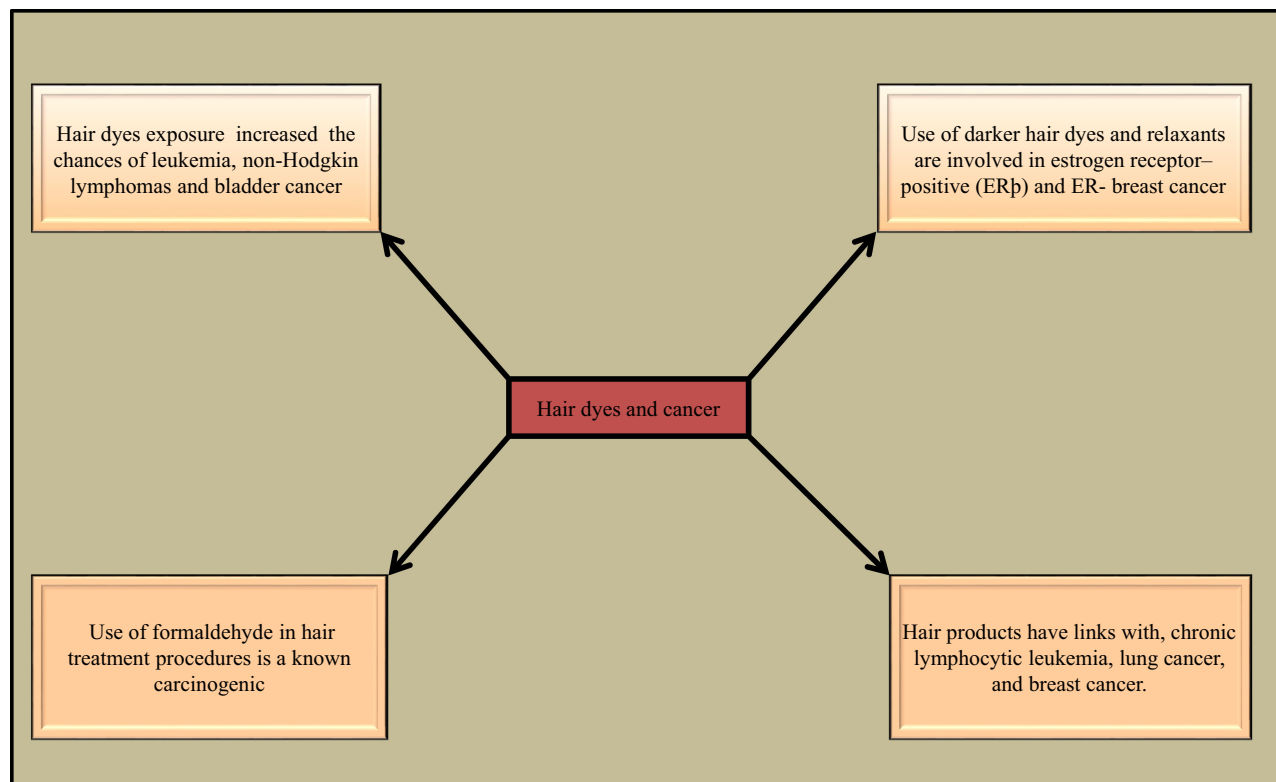 Hair dyes exposure increased the
chances of leukemia, non-Hodgkin
lymphomas and bladder cancer
Use of darker hair dyes and relaxants
are involved in estrogen receptor–
positive (ERþ) and ER- breast cancer
Hair dyes and cancer
Use of formaldehyde in hair
treatment procedures is a known
carcinogenic
Hair products have links with, chronic
lymphocytic leukemia, lung cancer,
and breast cancer.